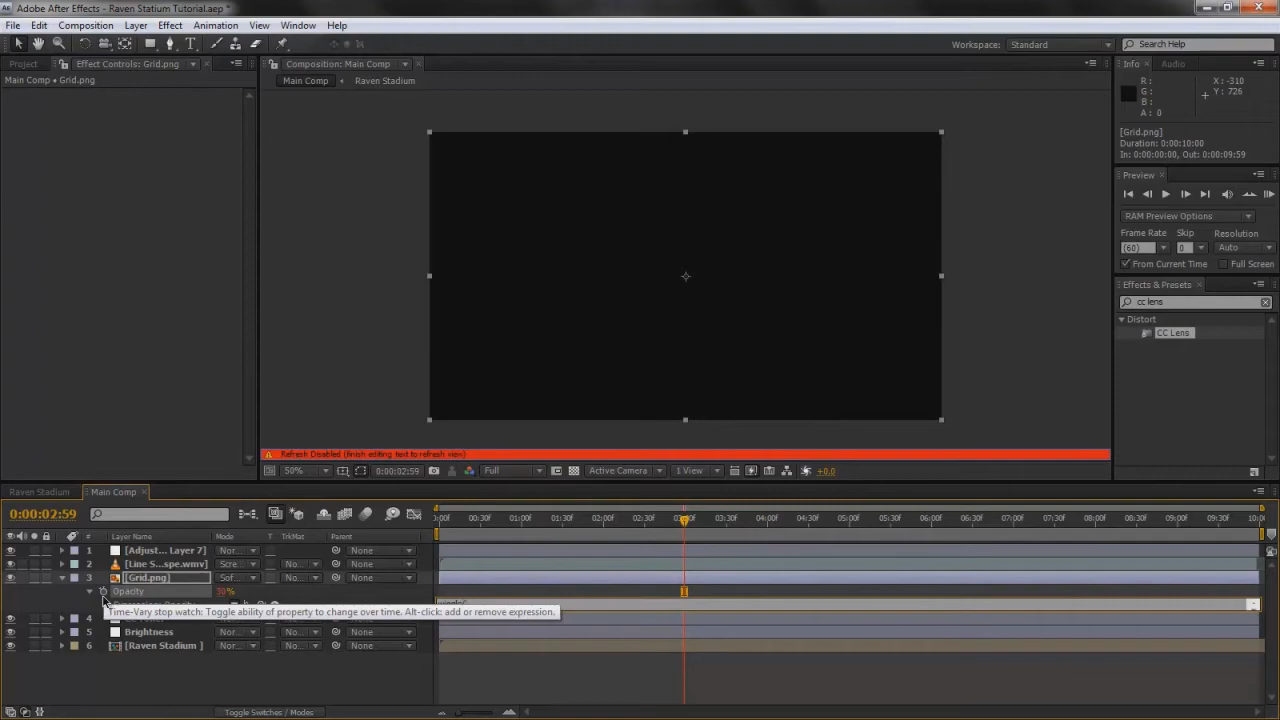 Adobe After Effects - Raven Statium Tutorial.aep *
File Edit Composition Layer Effect Animation View Window Help
Workspace: Standard Search Help
Project Effect Controls: Grid.png
Main Comp • Grid.png
Composition: Main Comp
Main Comp Raven Stadium
Info Audio
R: X: -310
G: Y: 726
B:
A: 0
[Grid.png]
Duration: 0:00:10:00
In: 0:00:00:00, Out: 0:00:09:59
Preview
RAM Preview Options
Frame Rate Skip Resolution
(60) 0 Auto
From Current Time Full Screen
Effects & Presets
cc lens
Distort
CC Lens
Refresh Disabled (finish editing text to refresh view)
50% 0:00:02:59 Full Active Camera 1 View +0.0
Raven Stadium Main Comp
0:00:02:59
:00f 00:30f 01:00f 01:30f 02:00f 02:30f 03:00f 03:30f 04:00f 04:30f 05:00f 05:30f 06:00f 06:30f 07:00f 07:30f 08:00f 08:30f 09:00f 09:30f 10:00
# Layer Name Mode T TrkMat Parent
1 [Adjust... Layer 7] Nor... None
2 [Line S...spe.wmv] Scre... No... None
3 [Grid.png] Sof... No... None
Opacity 30%
Time-Vary stop watch: Toggle ability of property to change over time. Alt-click: add or remove expression.
4 No... None
5 Brightness Nor... No... None
6 [Raven Stadium ] Nor... No... None
Toggle Switches / Modes